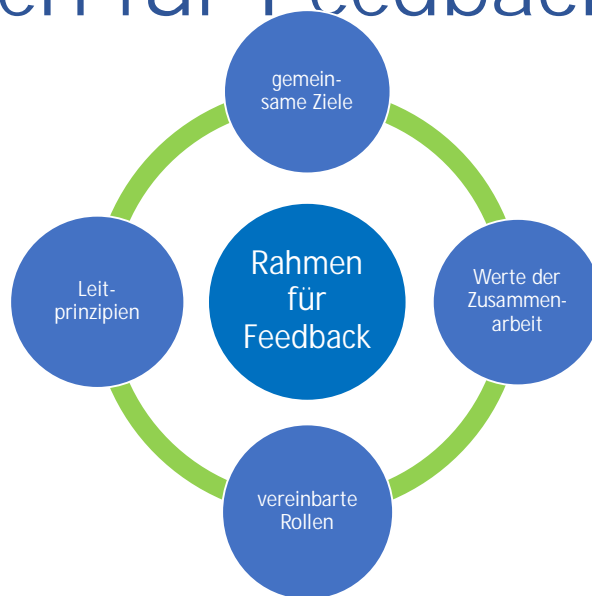 gemein-
same Ziele
Rahmen
für
Feedback
Leit-
prinzipien
Werte der
Zusammen-
arbeit
vereinbarte
Rollen